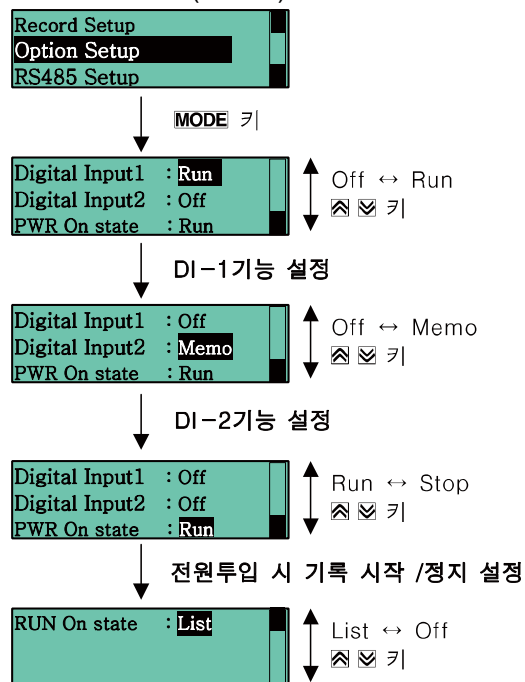 Record Setup
Option Setup
RS485 Setup
MODE 키
Digital Input1 : Run
Digital Input2 : Off
PWR On state : Run
Off ↔ Run
키
DI-1기능 설정
Digital Input1 : Off
Digital Input2 : Memo
PWR On state : Run
Off ↔ Memo
키
DI-2기능 설정
Digital Input1 : Off
Digital Input2 : Off
PWR On state : Run
Run ↔ Stop
키
전원투입 시 기록 시작 /정지 설정
RUN On state : List
List ↔ Off
키